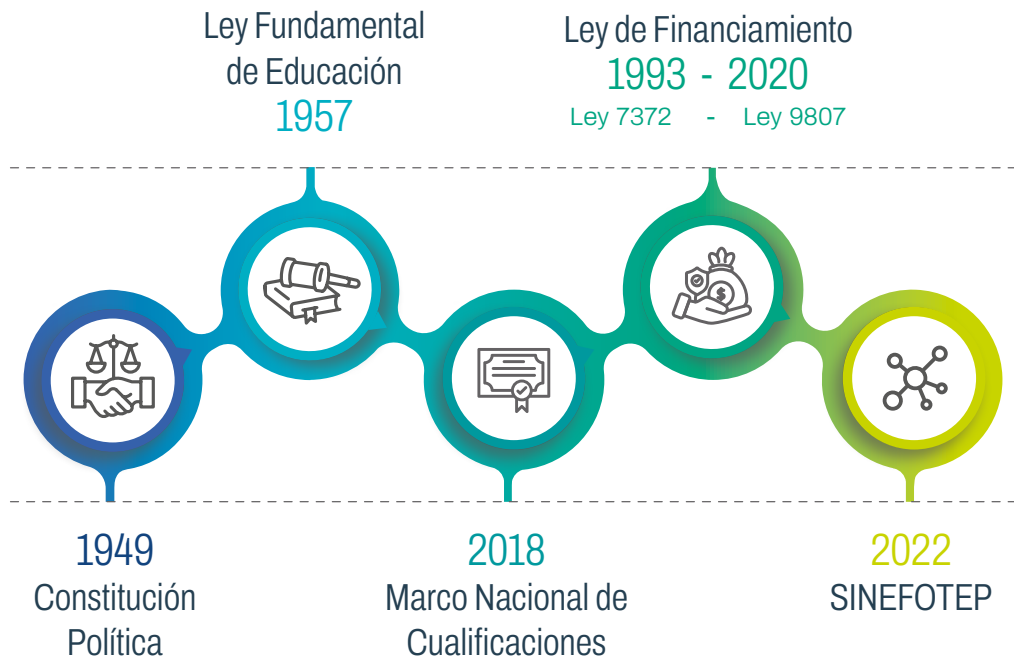 Ley Fundamental
de Educación
1957
Ley de Financiamiento
1993 - 2020
Ley 7372 - Ley 9807
1949
Constitución
Política
2018
Marco Nacional de
Cualificaciones
2022
SINEFOTEP